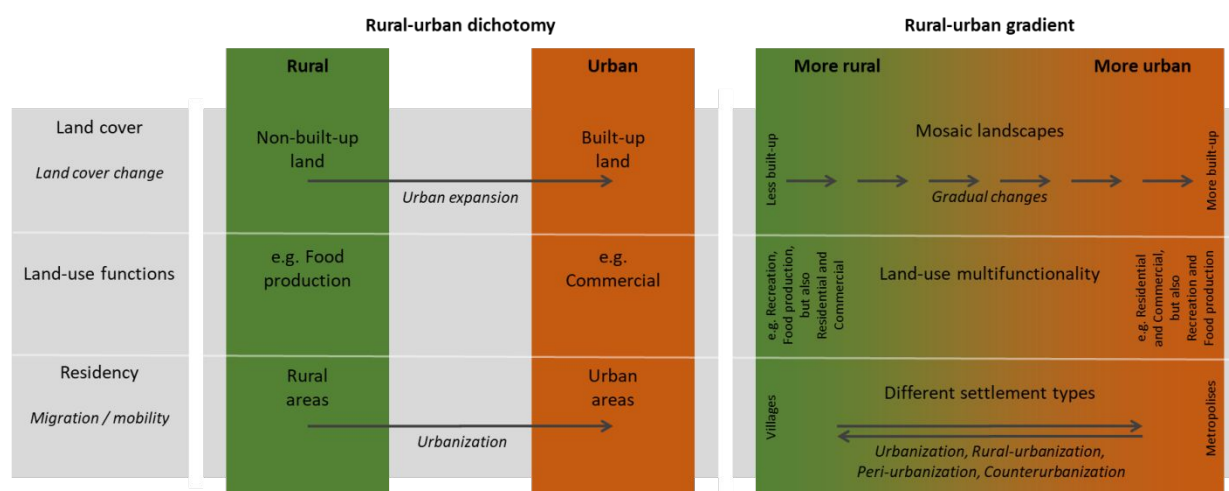 Rural-urban dichotomy
Rural-urban gradient
Rural
Urban
More rural
More urban
Land cover
Land cover change
Non-built-up
land
Built-up
land
Urban expansion
Less built-up
Mosaic landscapes
Gradual changes
More built-up
Land-use functions
e.g. Food
production
e.g.
Commercial
e.g. Recreation,
Food production,
but also
Residential and
Commercial
Land-use multifunctionality
e.g. Residential
and Commercial,
but also
Recreation and
Food production
Residency
Migration / mobility
Rural
areas
Urban
areas
Urbanization
Villages
Different settlement types
Urbanization, Rural-urbanization,
Peri-urbanization, Counterurbanization
Metropolises